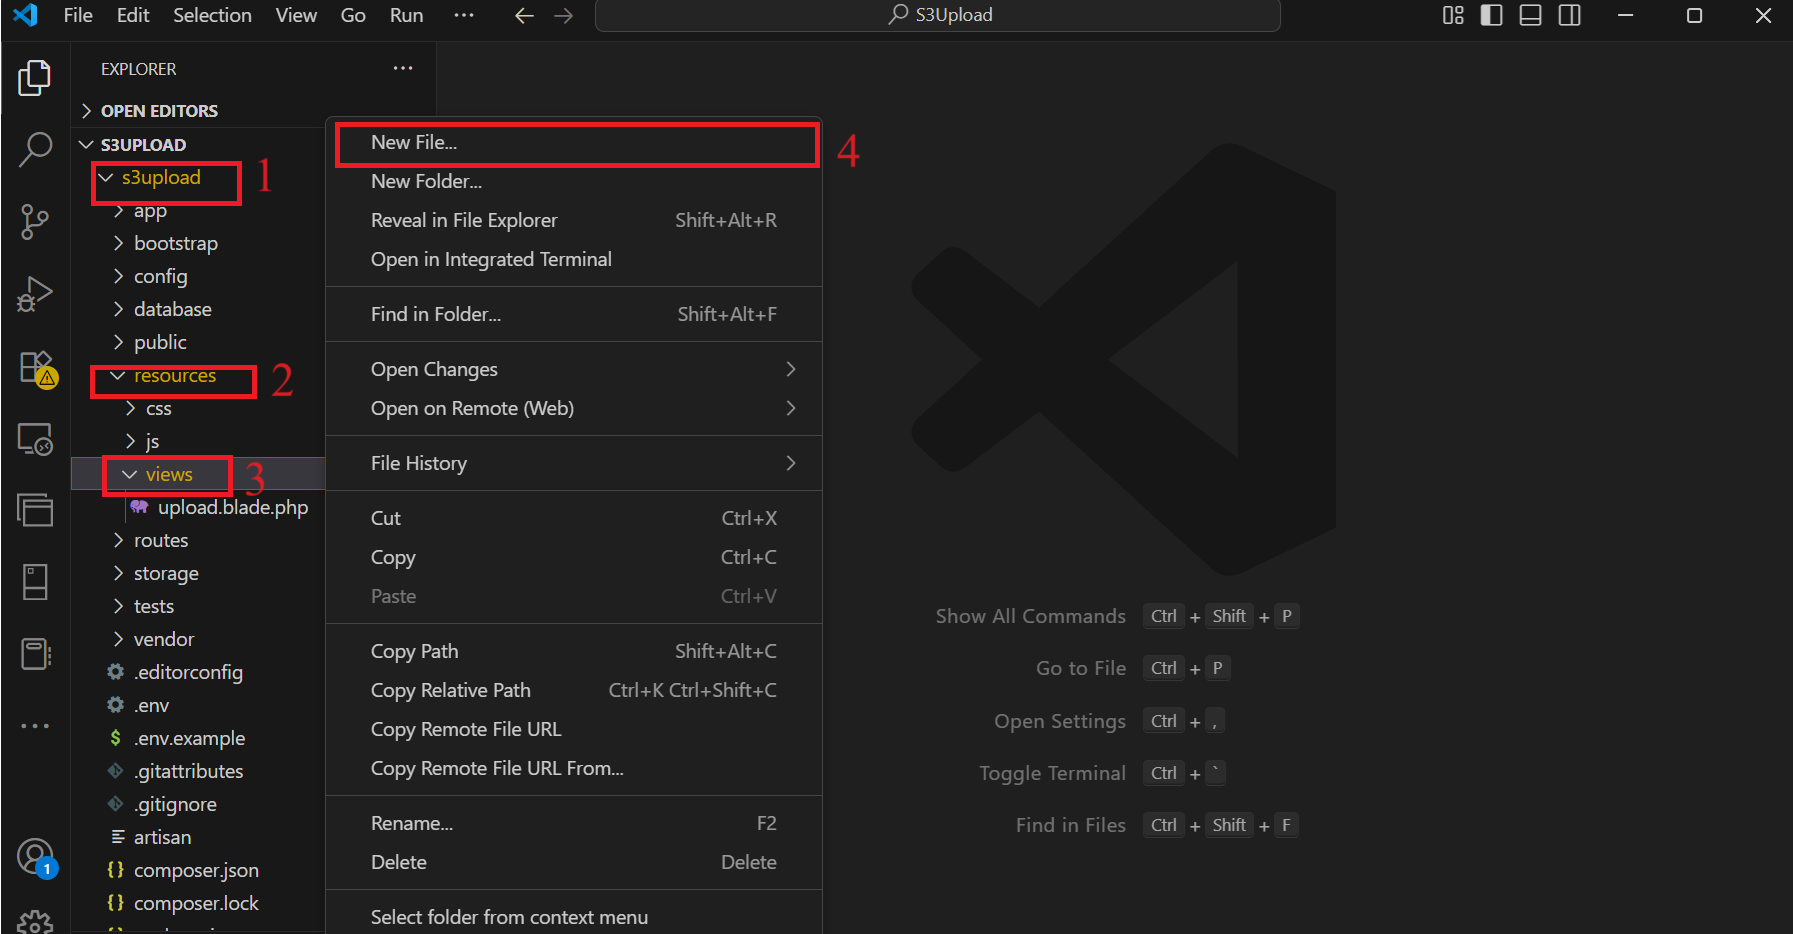 File Edit Selection View Go Run ··· S3Upload
EXPLORER ···
OPEN EDITORS
S3UPLOAD
s3upload 1
app
bootstrap
config
database
public
resources 2
css
js
views 3
upload.blade.php
routes
storage
tests
vendor
.editorconfig
.env
$ .env.example
.gitattributes
.gitignore
artisan
{} composer.json
{} composer.lock
1
New File... 4
New Folder...
Reveal in File Explorer Shift+Alt+R
Open in Integrated Terminal
Find in Folder... Shift+Alt+F
Open Changes
Open on Remote (Web)
File History
Cut Ctrl+X
Copy Ctrl+C
Paste Ctrl+V
Copy Path Shift+Alt+C
Copy Relative Path Ctrl+K Ctrl+Shift+C
Copy Remote File URL
Copy Remote File URL From...
Rename... F2
Delete Delete
Select folder from context menu
Show All Commands Ctrl + Shift + P
Go to File Ctrl + P
Open Settings Ctrl + ,
Toggle Terminal Ctrl + `
Find in Files Ctrl + Shift + F